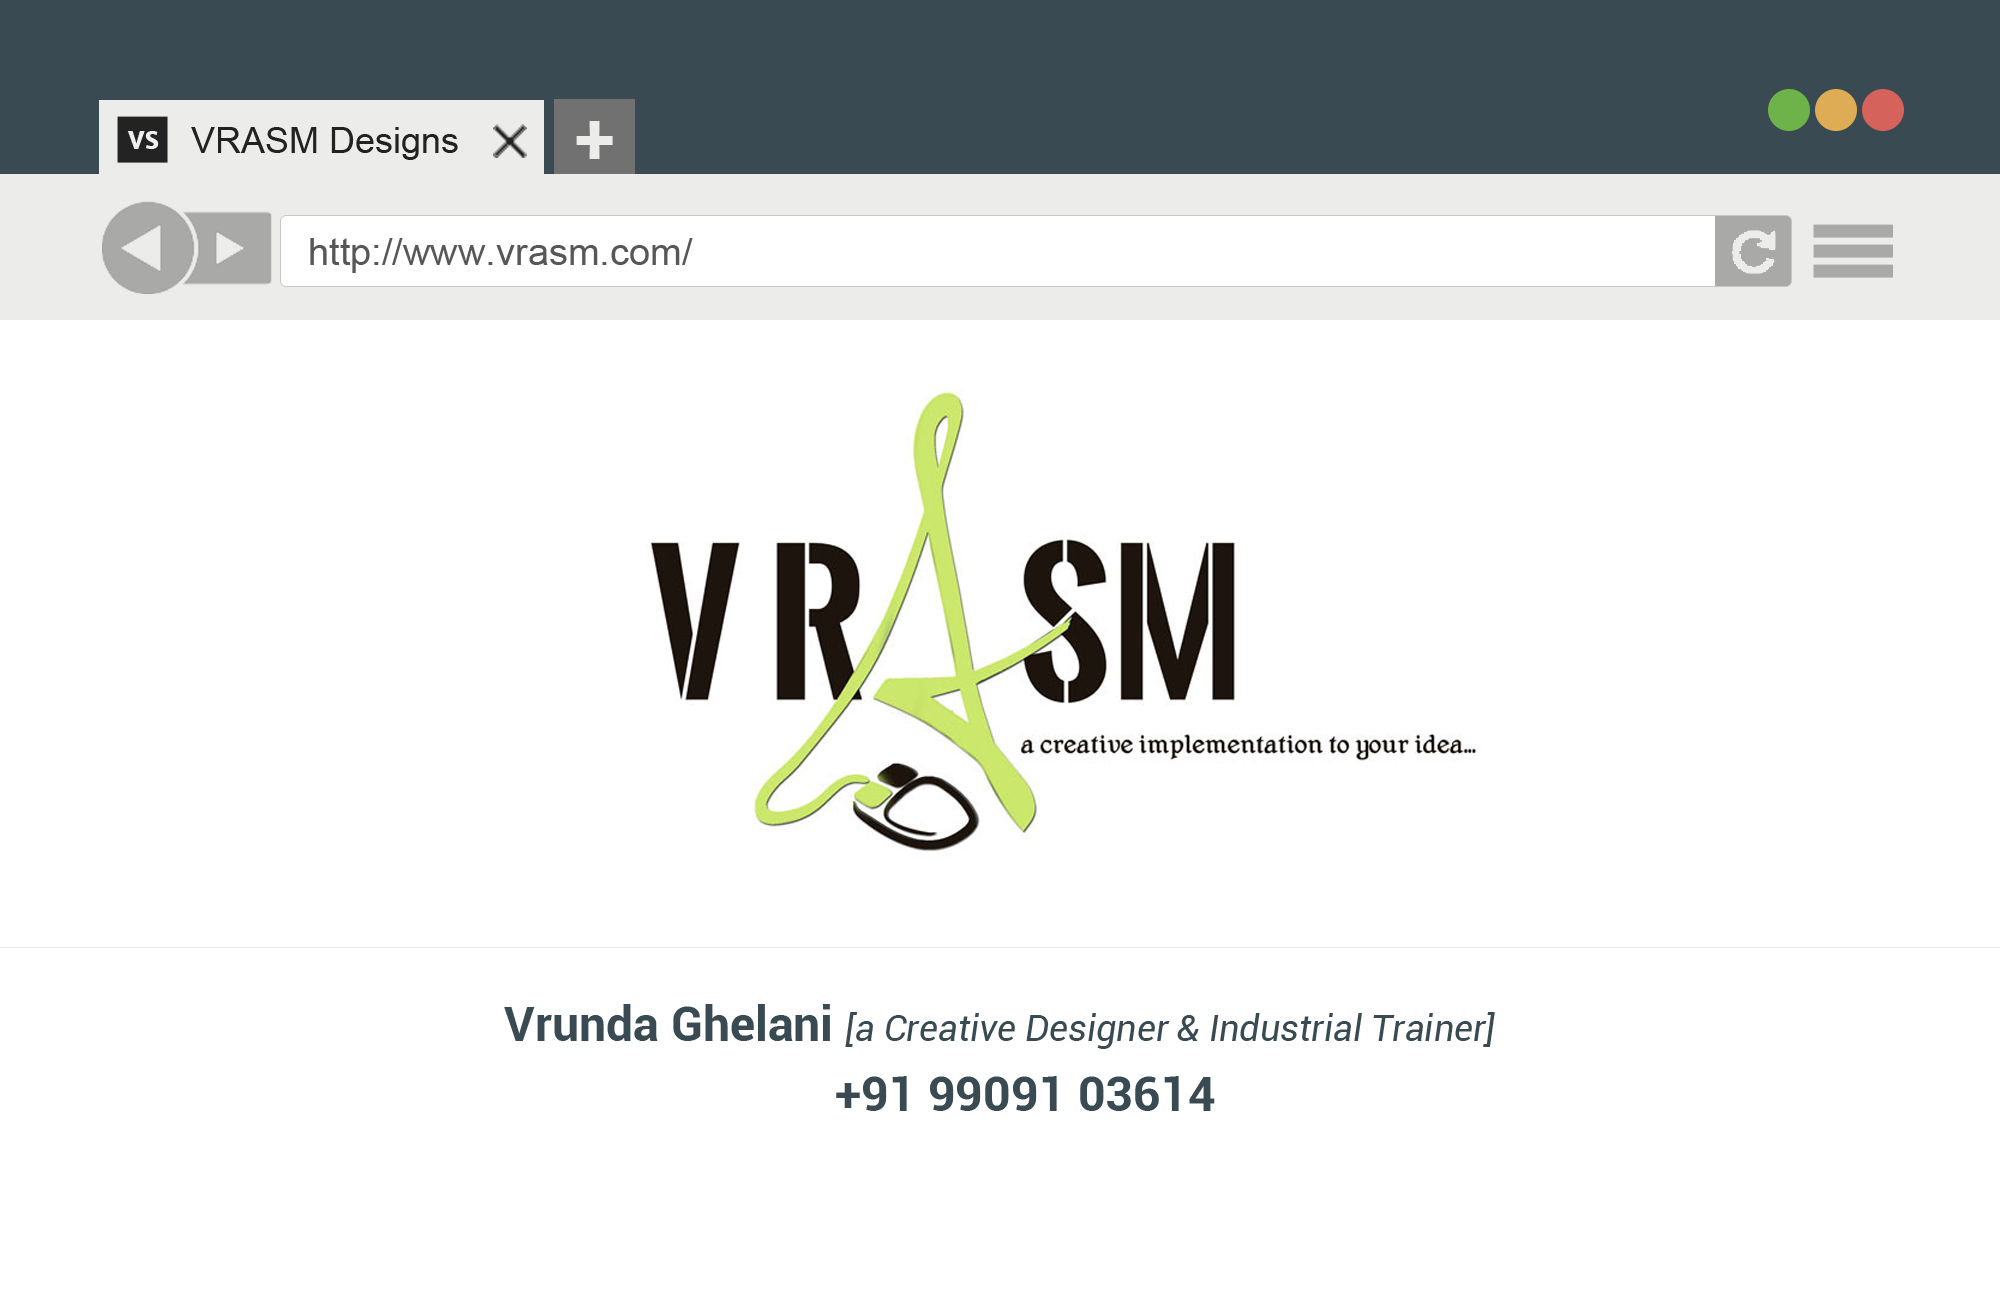 VS VRASM Designs
http://www.vrasm.com/
VRASM
a creative implementation to your idea...
Vrunda Ghelani [a Creative Designer & Industrial Trainer]
+91 99091 03614